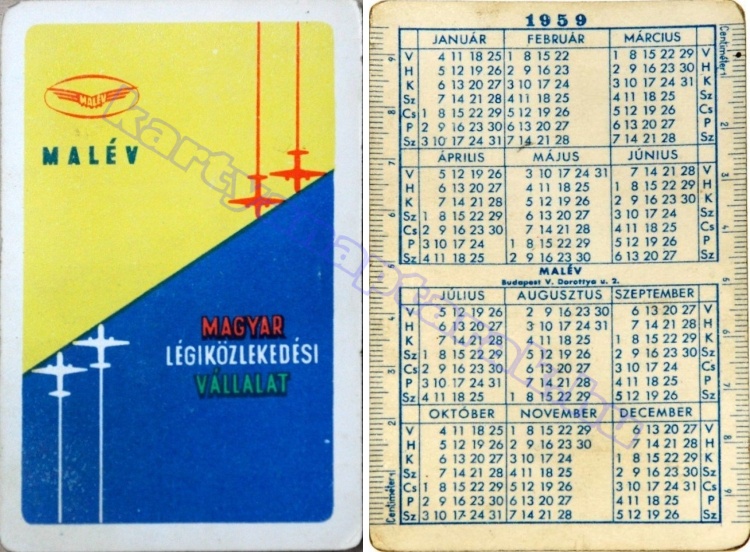 MALÉV
MALÉV
MAGYAR
LÉGIKÖZLEKEDÉSI
VÁLLALAT
kartyanaptar.hu
1959
Centiméter
JANUÁR FEBRUÁR MÁRCIUS
V 4 11 18 25 1 8 15 22 1 8 15 22 29 V
H 5 12 19 26 2 9 16 23 2 9 16 23 30 H
K 6 13 20 27 3 10 17 24 3 10 17 24 31 K
Sz 7 14 21 28 4 11 18 25 4 11 18 25 Sz
Cs 1 8 15 22 29 5 12 19 26 5 12 19 26 Cs
P 2 9 16 23 30 6 13 20 27 6 13 20 27 P
Sz 3 10 17 24 31 7 14 21 28 7 14 21 28 Sz
ÁPRILIS MÁJUS JÚNIUS
V 5 12 19 26 3 10 17 24 31 7 14 21 28 V
H 6 13 20 27 4 11 18 25 1 8 15 22 29 H
K 7 14 21 28 5 12 19 26 2 9 16 23 30 K
Sz 1 8 15 22 29 6 13 20 27 3 10 17 24 Sz
Cs 2 9 16 23 30 7 14 21 28 4 11 18 25 Cs
P 3 10 17 24 1 8 15 22 29 5 12 19 26 P
Sz 4 11 18 25 2 9 16 23 30 6 13 20 27 Sz
MALÉV
Budapest V. Dorottya u. 2.
JÚLIUS AUGUSZTUS SZEPTEMBER
V 5 12 19 26 2 9 16 23 30 6 13 20 27 V
H 6 13 20 27 3 10 17 24 31 7 14 21 28 H
K 7 14 21 28 4 11 18 25 1 8 15 22 29 K
Sz 1 8 15 22 29 5 12 19 26 2 9 16 23 30 Sz
Cs 2 9 16 23 30 6 13 20 27 3 10 17 24 Cs
P 3 10 17 24 31 7 14 21 28 4 11 18 25 P
Sz 4 11 18 25 1 8 15 22 29 5 12 19 26 Sz
OKTÓBER NOVEMBER DECEMBER
V 4 11 18 25 1 8 15 22 29 6 13 20 27 V
H 5 12 19 26 2 9 16 23 30 7 14 21 28 H
K 6 13 20 27 3 10 17 24 1 8 15 22 29 K
Sz 7 14 21 28 4 11 18 25 2 9 16 23 30 Sz
Cs 1 8 15 22 29 5 12 19 26 3 10 17 24 31 Cs
P 2 9 16 23 30 6 13 20 27 4 11 18 25 P
Sz 3 10 17 24 31 7 14 21 28 5 12 19 26 Sz
Centiméter